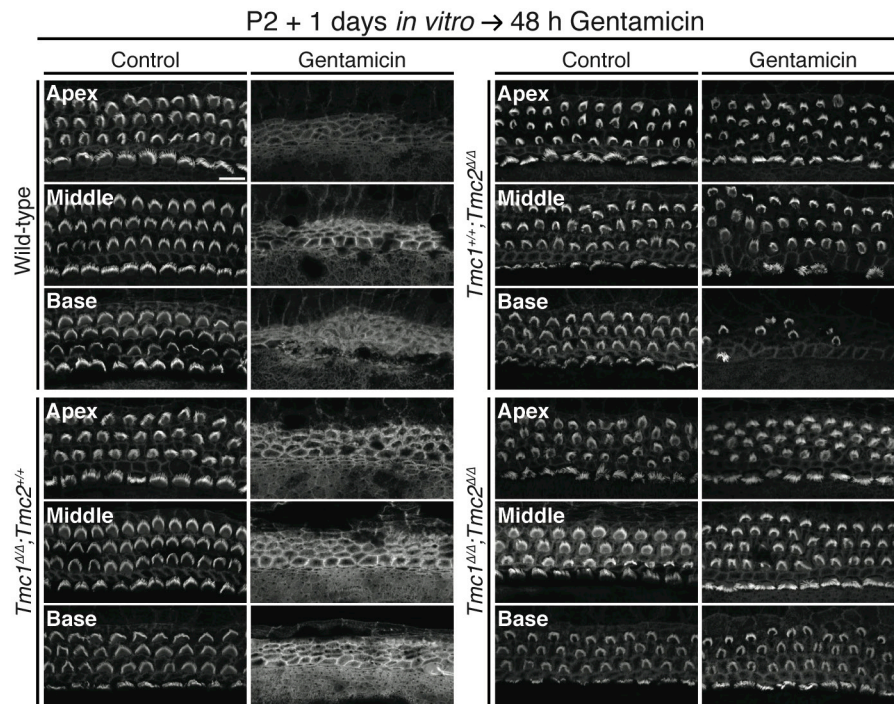 P2 + 1 days in vitro → 48 h Gentamicin
Control Gentamicin Control Gentamicin
Wild-type
Apex
Middle
Base
Tmc1+/+;Tmc2Δ/Δ
Apex
Middle
Base
Tmc1Δ/Δ;Tmc2+/+
Apex
Middle
Base
Tmc1Δ/Δ;Tmc2Δ/Δ
Apex
Middle
Base